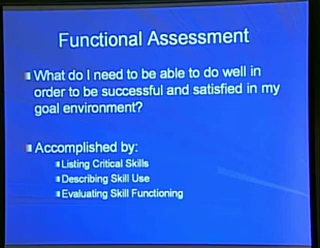 Functional Assessment
What do I need to be able to do well in
order to be successful and satisfied in my
goal environment?
Accomplished by:
Listing Critical Skills
Describing Skill Use
Evaluating Skill Functioning